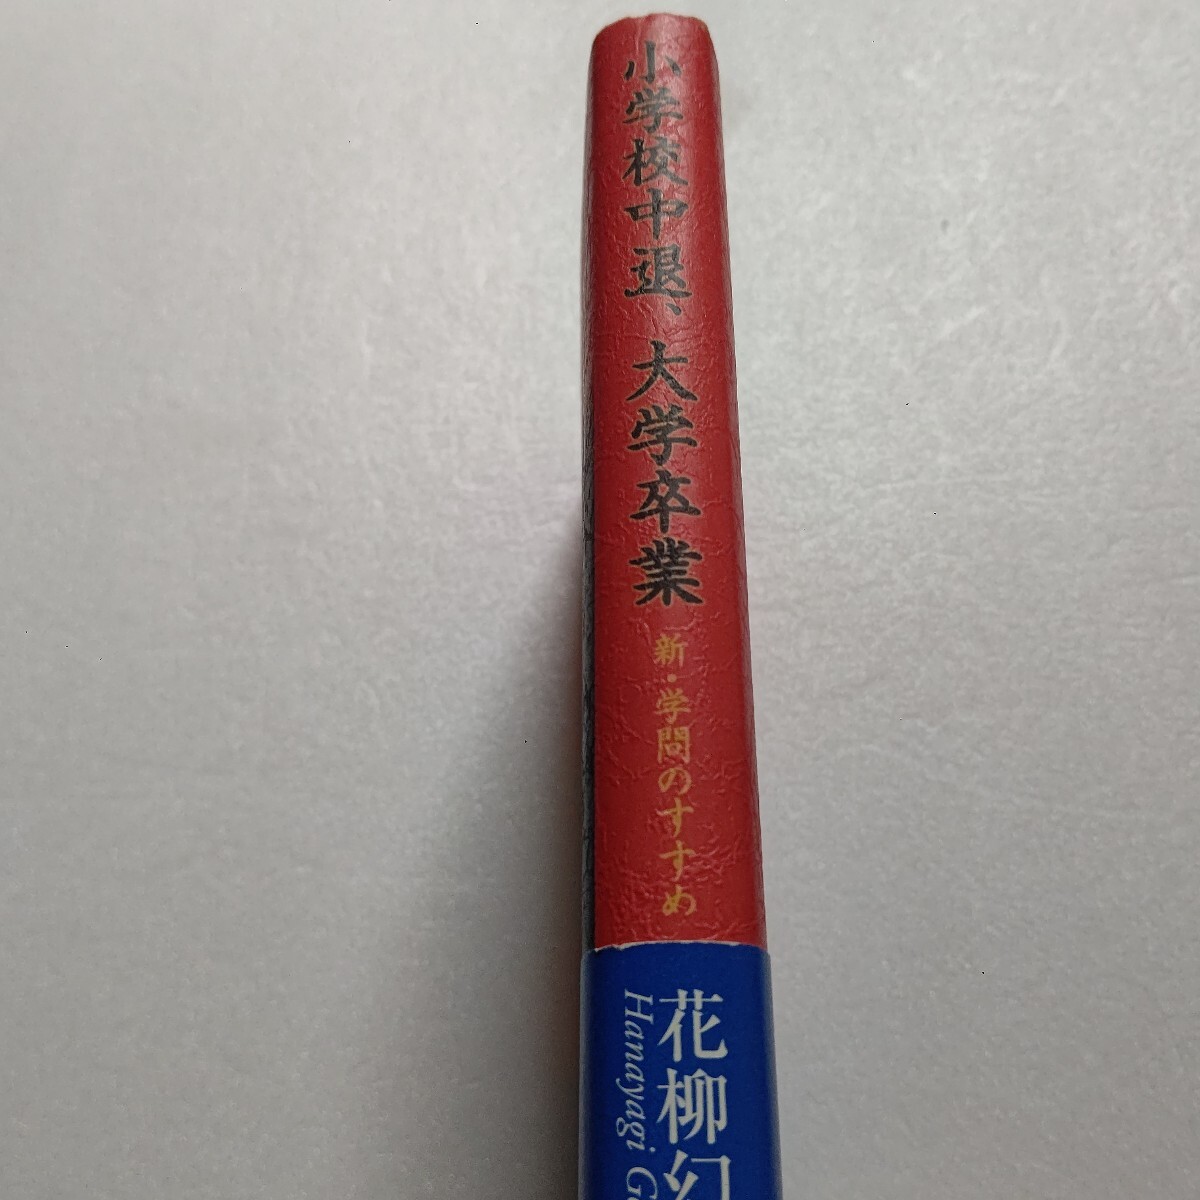 小学校中退、大学卒業
新・学問のすすめ
花柳幻
Hanayagi G